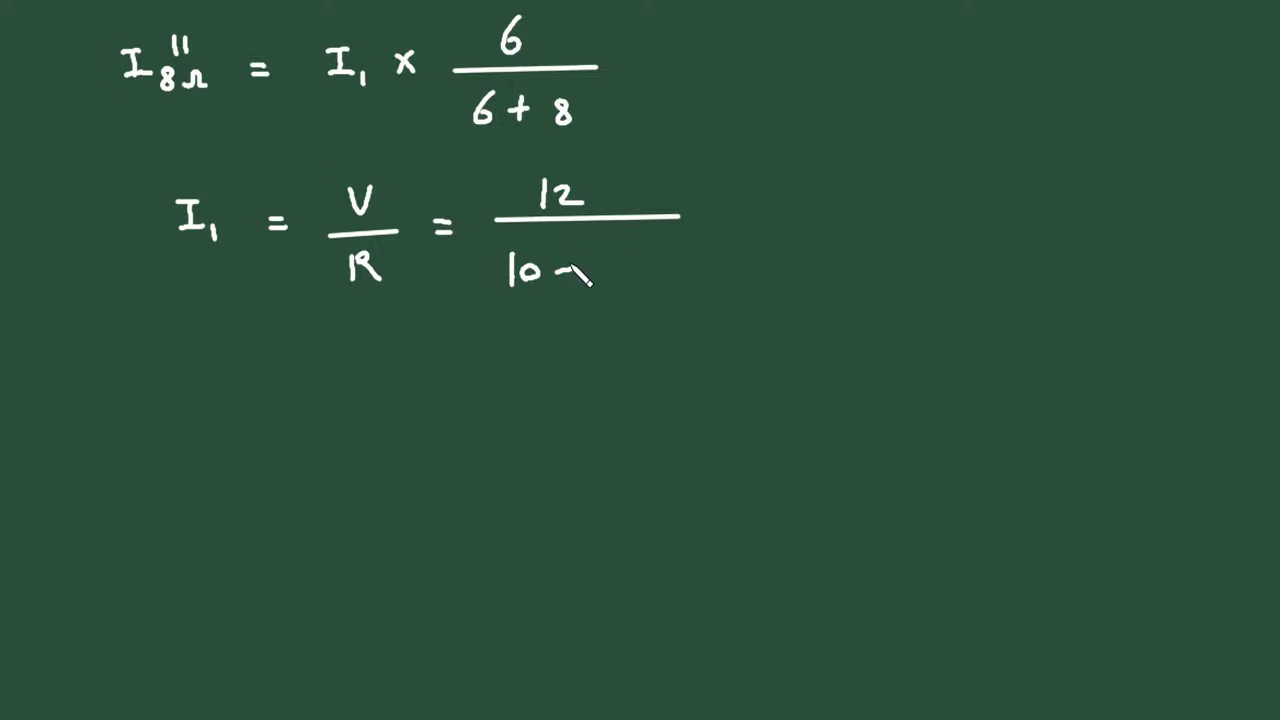 I''8Ω = I1 × 6 / 6 + 8
I1 = V / R = 12 / 10 -